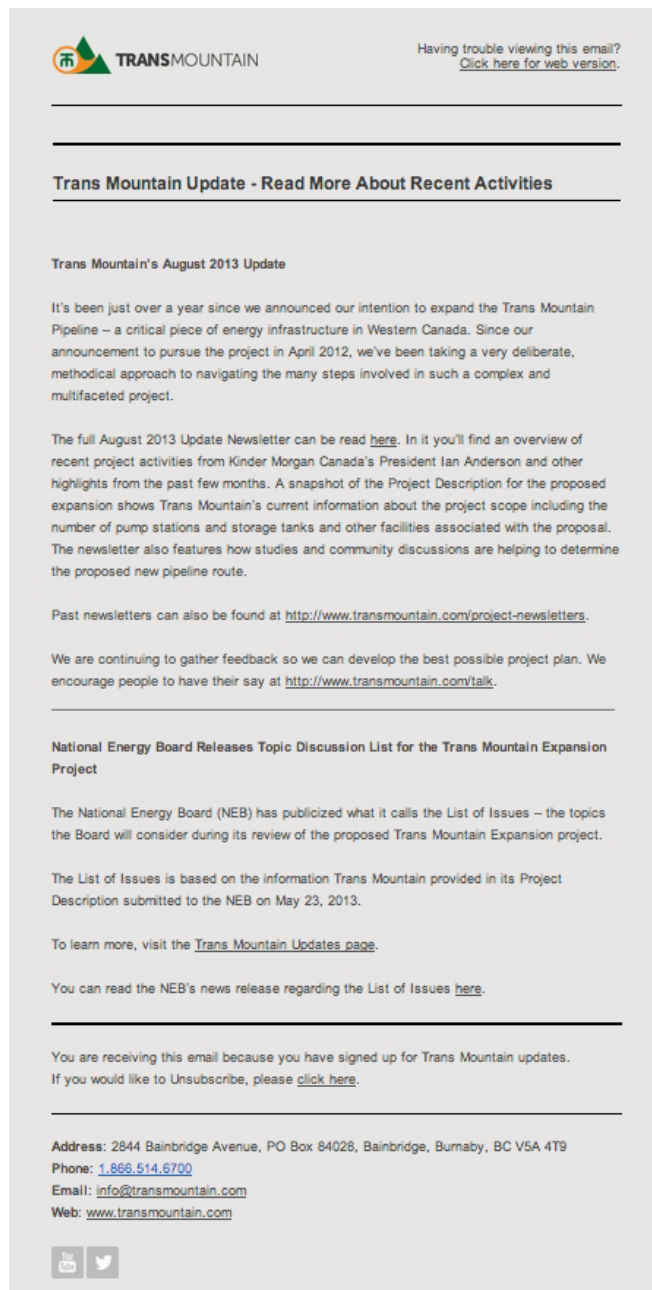 TRANSMOUNTAIN
Having trouble viewing this email?
Click here for web version.
Trans Mountain Update - Read More About Recent Activities
Trans Mountain's August 2013 Update
It's been just over a year since we announced our intention to expand the Trans Mountain
Pipeline – a critical piece of energy infrastructure in Western Canada. Since our
announcement to pursue the project in April 2012, we've been taking a very deliberate,
methodical approach to navigating the many steps involved in such a complex and
multifaceted project.
The full August 2013 Update Newsletter can be read here. In it you'll find an overview of
recent project activities from Kinder Morgan Canada's President Ian Anderson and other
highlights from the past few months. A snapshot of the Project Description for the proposed
expansion shows Trans Mountain's current information about the project scope including the
number of pump stations and storage tanks and other facilities associated with the proposal.
The newsletter also features how studies and community discussions are helping to determine
the proposed new pipeline route.
Past newsletters can also be found at http://www.transmountain.com/project-newsletters.
We are continuing to gather feedback so we can develop the best possible project plan. We
encourage people to have their say at http://www.transmountain.com/talk.
National Energy Board Releases Topic Discussion List for the Trans Mountain Expansion
Project
The National Energy Board (NEB) has publicized what it calls the List of Issues – the topics
the Board will consider during its review of the proposed Trans Mountain Expansion project.
The List of Issues is based on the information Trans Mountain provided in its Project
Description submitted to the NEB on May 23, 2013.
To learn more, visit the Trans Mountain Updates page.
You can read the NEB's news release regarding the List of Issues here.
You are receiving this email because you have signed up for Trans Mountain updates.
If you would like to Unsubscribe, please click here.
Address: 2844 Bainbridge Avenue, PO Box 84028, Bainbridge, Burnaby, BC V5A 4T9
Phone: 1.866.514.6700
Email: info@transmountain.com
Web: www.transmountain.com
You
Tube